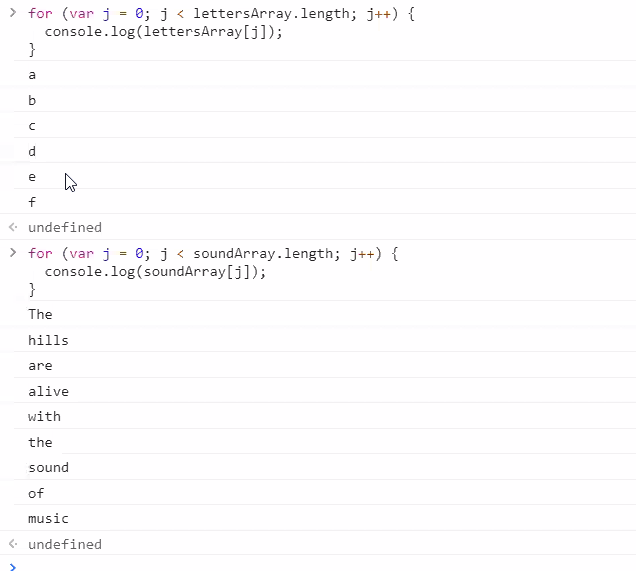 > for (var j = 0; j < lettersArray.length; j++) {
console.log(lettersArray[j]);
}
a
b
c
d
e
f
undefined
> for (var j = 0; j < soundArray.length; j++) {
console.log(soundArray[j]);
}
The
hills
are
alive
with
the
sound
of
music
undefined
>